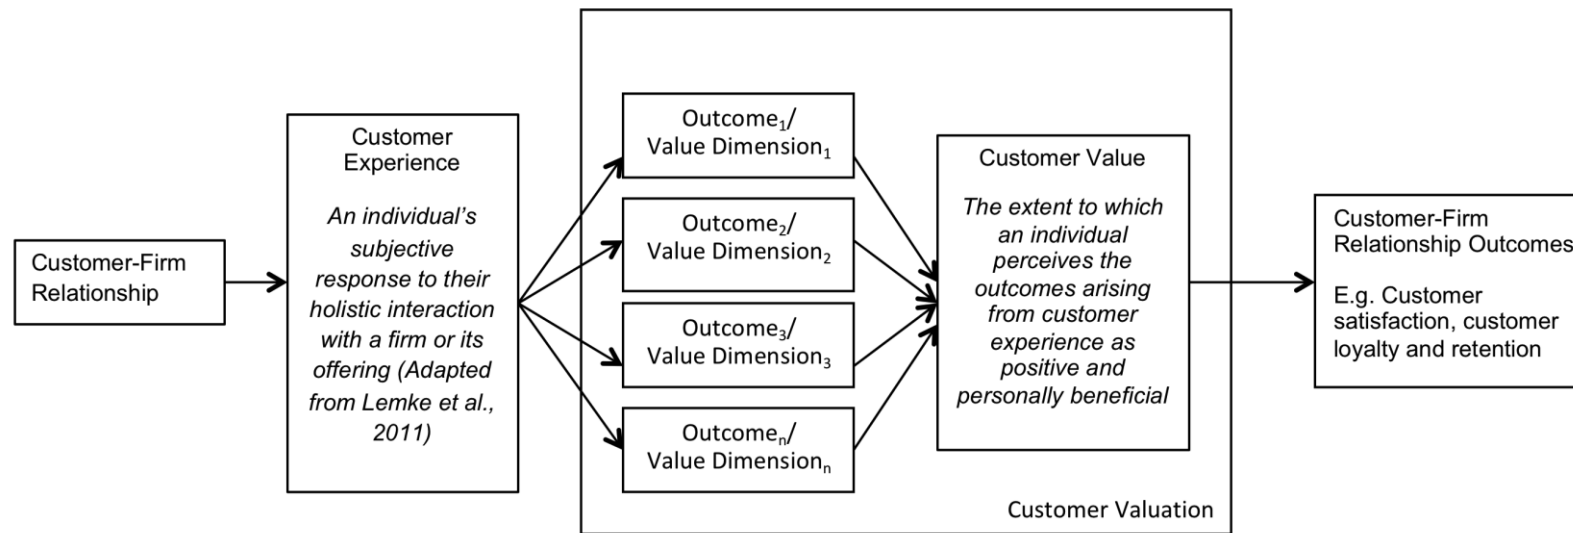 Customer-Firm
Relationship
Customer
Experience
An individual’s
subjective
response to their
holistic interaction
with a firm or its
offering (Adapted
from Lemke et al.,
2011)
Outcome₁/
Value Dimension₁
Outcome₂/
Value Dimension₂
Outcome₃/
Value Dimension₃
Outcomeₙ/
Value Dimensionₙ
Customer Value
The extent to which
an individual
perceives the
outcomes arising
from customer
experience as
positive and
personally beneficial
Customer Valuation
Customer-Firm
Relationship Outcomes
E.g. Customer
satisfaction, customer
loyalty and retention